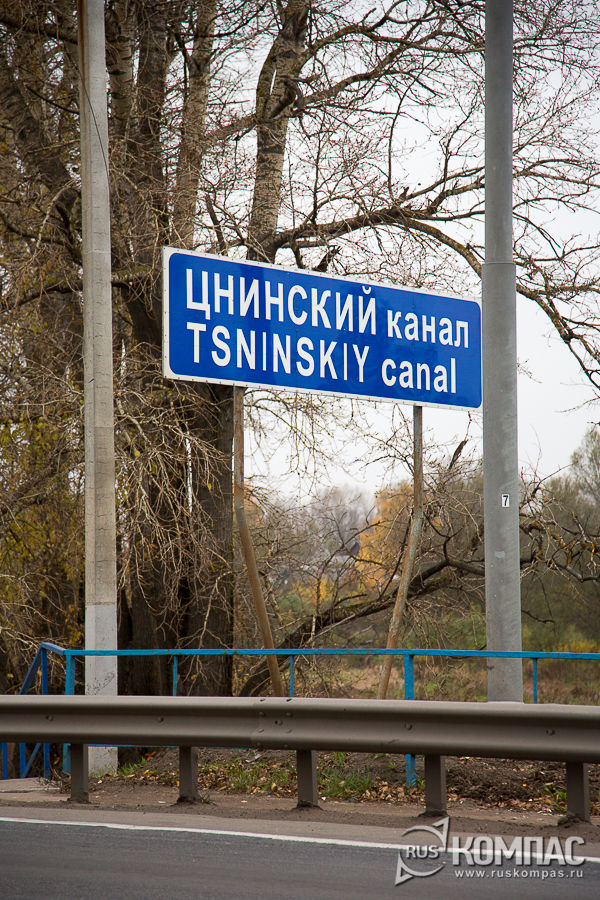 ЦНИНСКИЙ канал
TSNINSKIY canal
7
RUS КОМПАС
www.ruskompas.ru